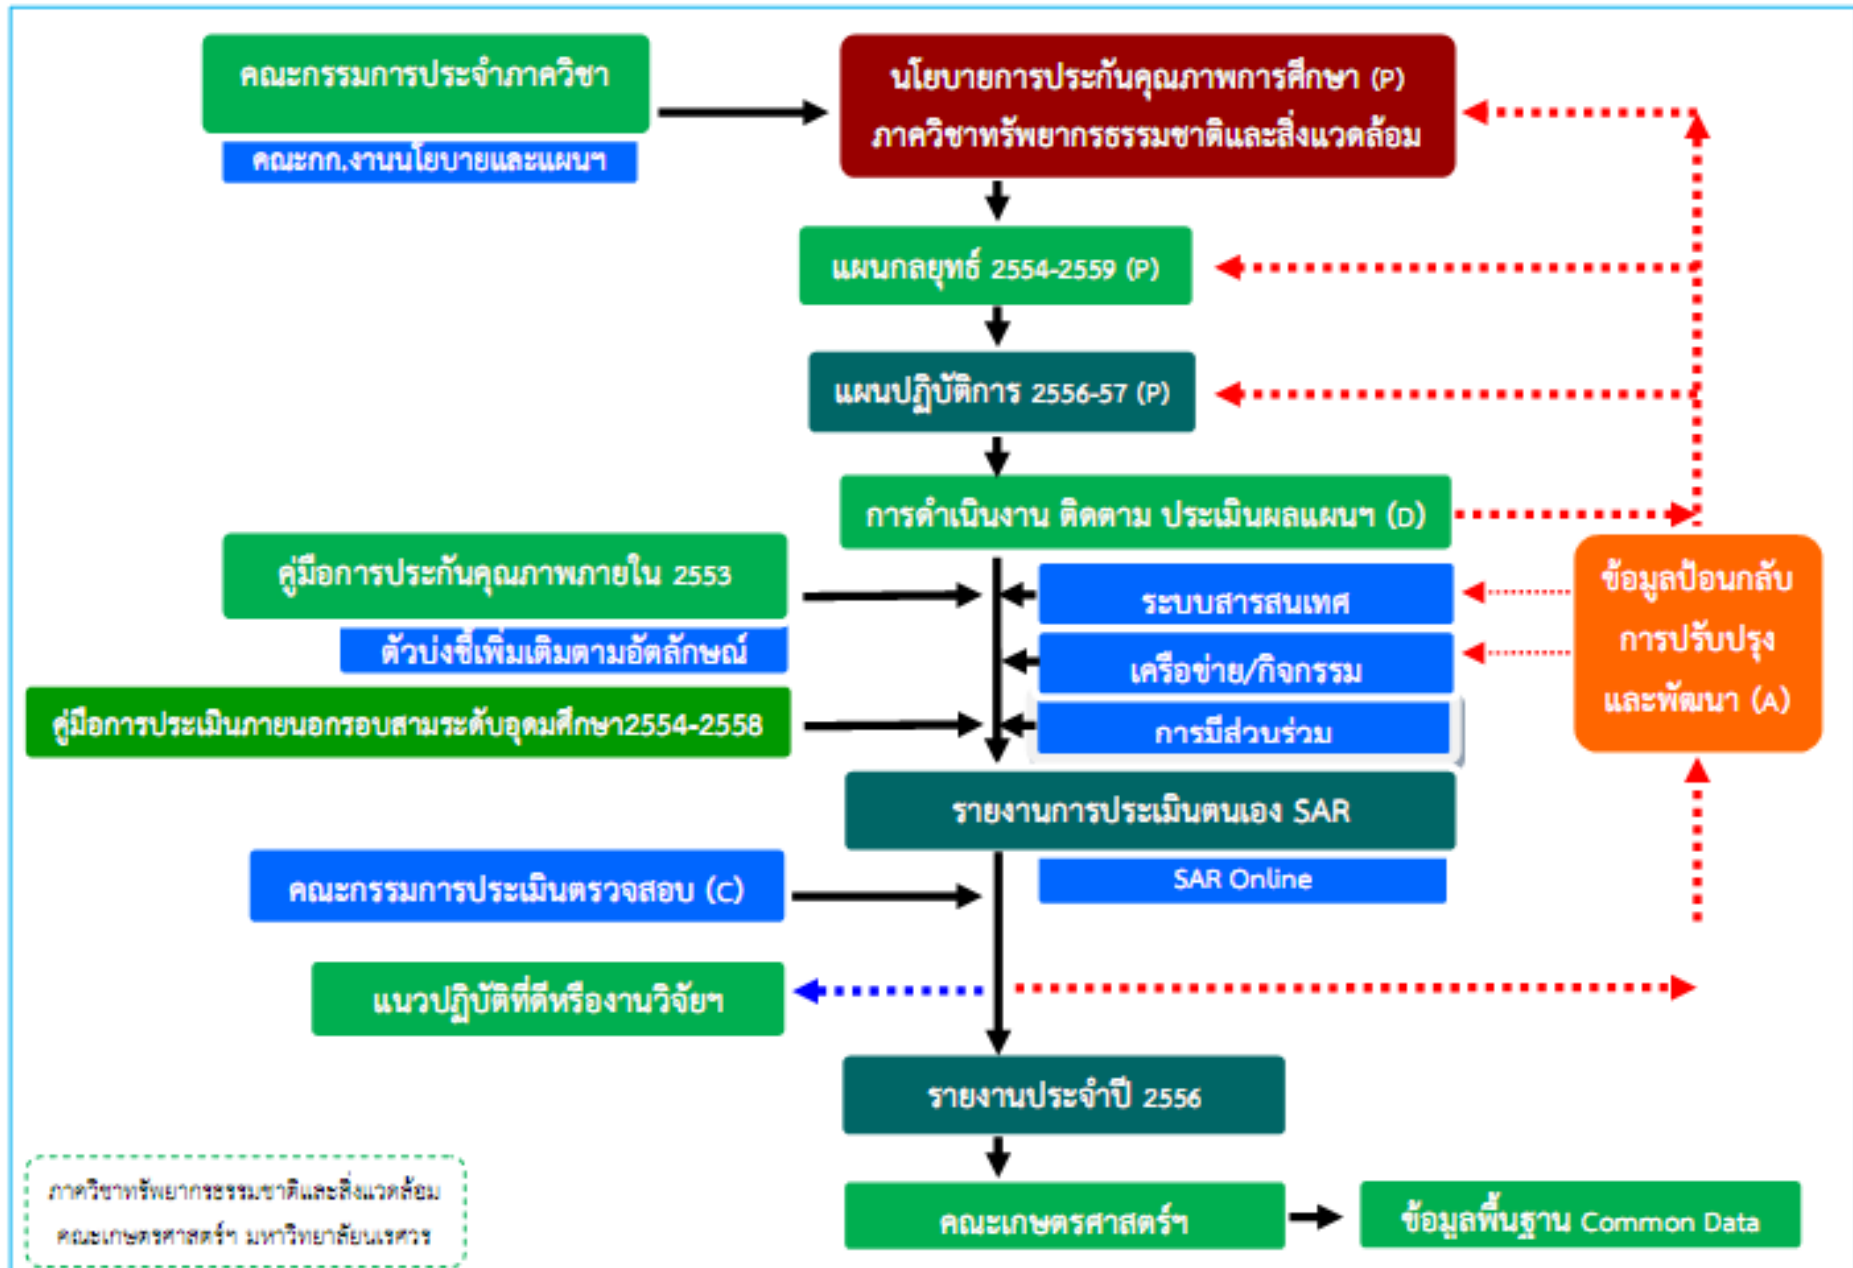 คณะกรรมการประจำภาควิชา
คณะกก.งานนโยบายและแผนฯ
นโยบายการประกันคุณภาพการศึกษา (P)
ภาควิชาทรัพยากรธรรมชาติและสิ่งแวดล้อม
แผนกลยุทธ์ 2554-2559 (P)
แผนปฏิบัติการ 2556-57 (P)
การดำเนินงาน ติดตาม ประเมินผลแผนฯ (D)
คู่มือการประกันคุณภาพภายใน 2553
ตัวบ่งชี้เพิ่มเติมตามอัตลักษณ์
คู่มือการประเมินภายนอกรอบสามระดับอุดมศึกษา2554-2558
ระบบสารสนเทศ
เครือข่าย/กิจกรรม
การมีส่วนร่วม
ข้อมูลป้อนกลับ
การปรับปรุง
และพัฒนา (A)
รายงานการประเมินตนเอง SAR
SAR Online
คณะกรรมการประเมินตรวจสอบ (C)
แนวปฏิบัติที่ดีหรืองานวิจัยฯ
รายงานประจำปี 2556
คณะเกษตรศาสตร์ฯ
ข้อมูลพื้นฐาน Common Data
ภาควิชาทรัพยากรธรรมชาติและสิ่งแวดล้อม
คณะเกษตรศาสตร์ฯ มหาวิทยาลัยนเรศวร